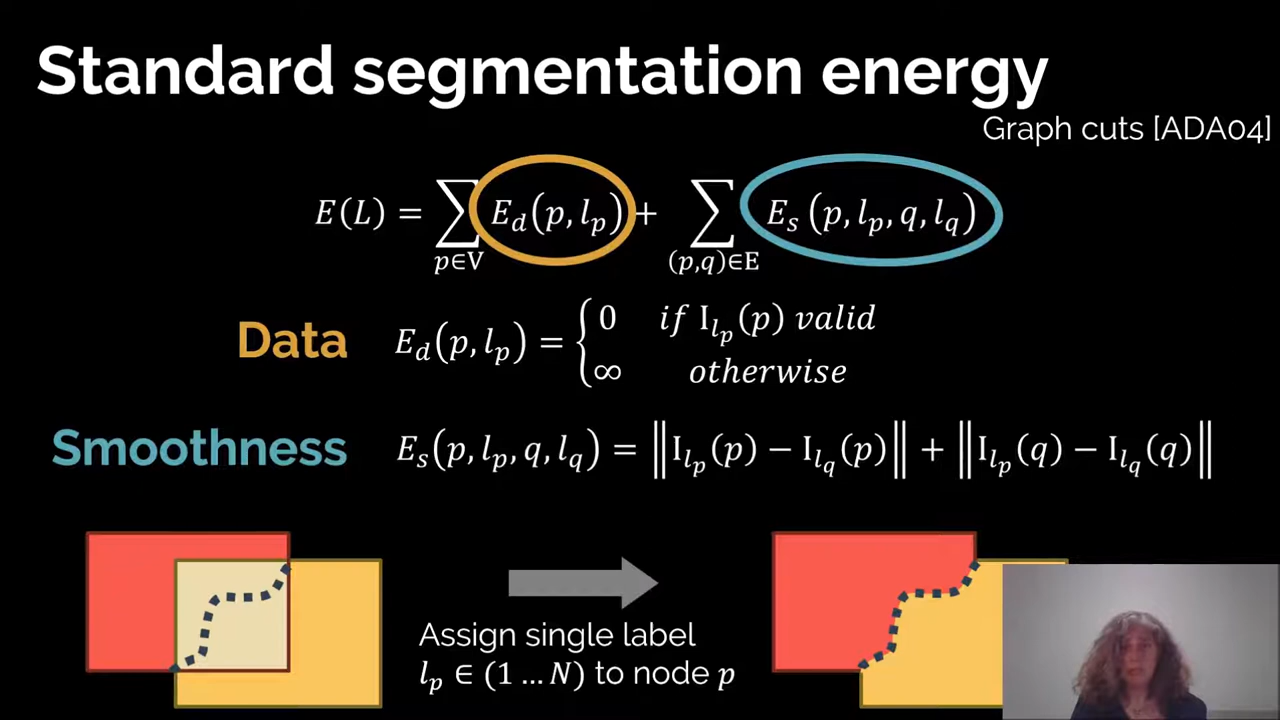 Standard segmentation energy
Graph cuts [ADA04]
E(L) = ∑_{p∈V} E_d(p, l_p) + ∑_{(p,q)∈E} E_s (p, l_p, q, l_q)
Data E_d(p, l_p) = { 0 if I_{l_p}(p) valid
∞ otherwise
Smoothness E_s(p, l_p, q, l_q) = ‖I_{l_p}(p) − I_{l_q}(p)‖ + ‖I_{l_p}(q) − I_{l_q}(q)‖
Assign single label
l_p ∈ (1 … N) to node p